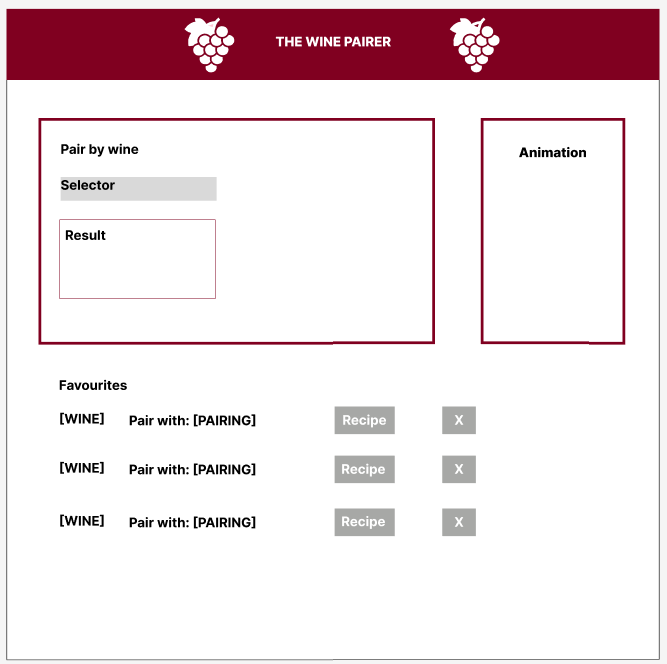 THE WINE PAIRER
Pair by wine
Selector
Result
Animation
Favourites
[WINE] Pair with: [PAIRING] Recipe X
[WINE] Pair with: [PAIRING] Recipe X
[WINE] Pair with: [PAIRING] Recipe X